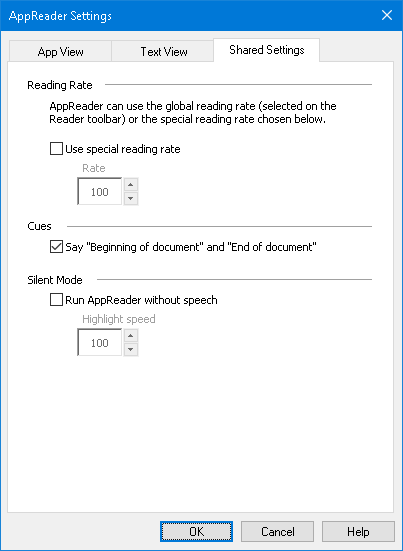 AppReader Settings
App View
Text View
Shared Settings
Reading Rate
AppReader can use the global reading rate (selected on the
Reader toolbar) or the special reading rate chosen below.
Use special reading rate
Rate
100
Cues
Say "Beginning of document" and "End of document"
Silent Mode
Run AppReader without speech
Highlight speed
100
OK
Cancel
Help